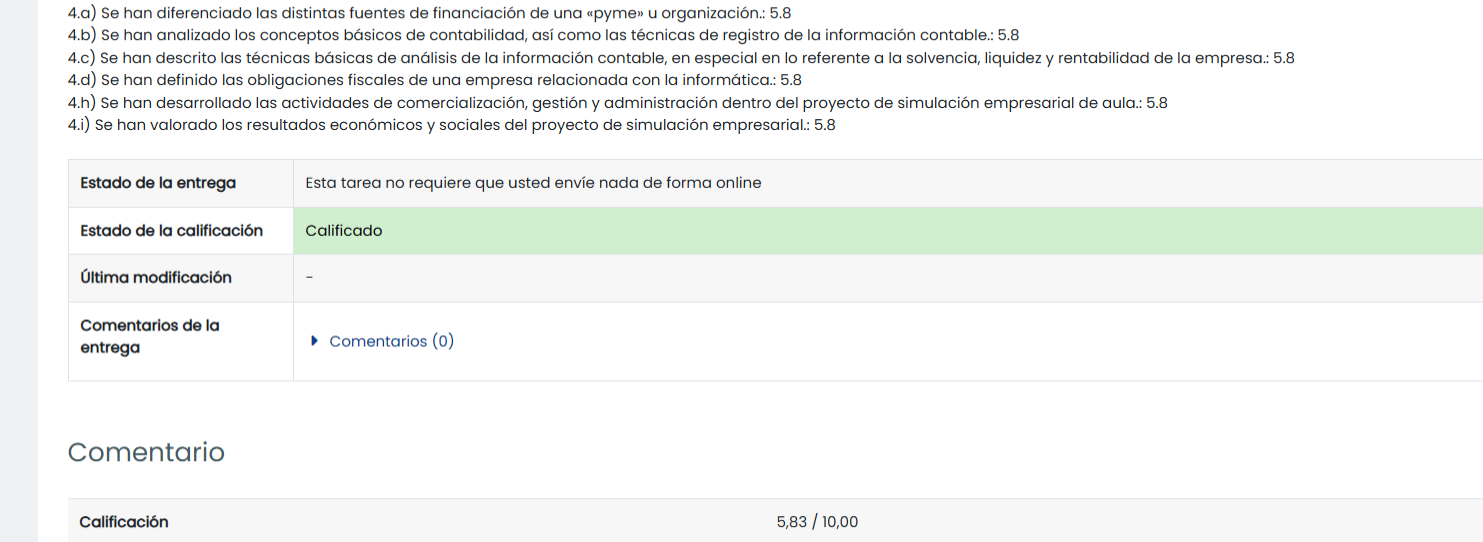 4.a) Se han diferenciado las distintas fuentes de financiación de una «pyme» u organización.: 5.8
4.b) Se han analizado los conceptos básicos de contabilidad, así como las técnicas de registro de la información contable.: 5.8
4.c) Se han descrito las técnicas básicas de análisis de la información contable, en especial en lo referente a la solvencia, liquidez y rentabilidad de la empresa.: 5.8
4.d) Se han definido las obligaciones fiscales de una empresa relacionada con la informática.: 5.8
4.h) Se han desarrollado las actividades de comercialización, gestión y administración dentro del proyecto de simulación empresarial de aula.: 5.8
4.i) Se han valorado los resultados económicos y sociales del proyecto de simulación empresarial.: 5.8
Estado de la entrega Esta tarea no requiere que usted envíe nada de forma online
Estado de la calificación Calificado
Última modificación -
Comentarios de la
entrega
Comentarios (0)
Comentario
Calificación 5,83 / 10,00